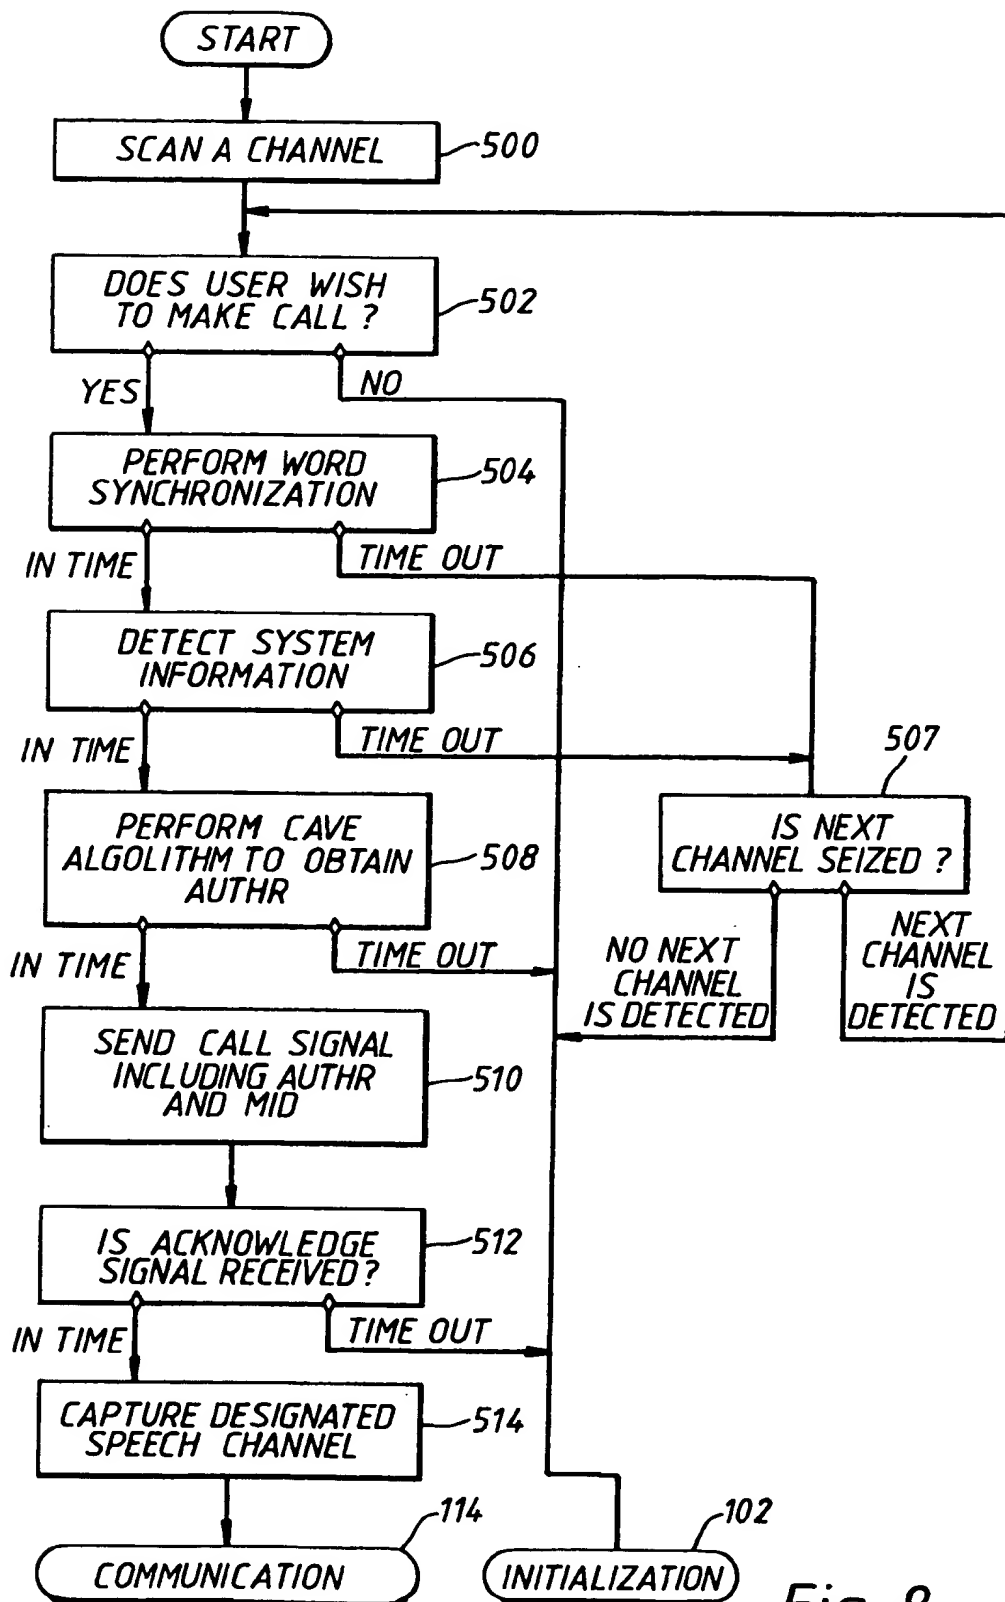 START
SCAN A CHANNEL
500
DOES USER WISH
TO MAKE CALL ?
502
YES
NO
PERFORM WORD
SYNCHRONIZATION
504
IN TIME
TIME OUT
DETECT SYSTEM
INFORMATION
506
IN TIME
TIME OUT
507
IS NEXT
CHANNEL SEIZED ?
PERFORM CAVE
ALGOLITHM TO OBTAIN
AUTHR
508
IN TIME
TIME OUT
NO NEXT
CHANNEL
IS DETECTED
NEXT
CHANNEL
IS
DETECTED
SEND CALL SIGNAL
INCLUDING AUTHR
AND MID
510
IS ACKNOWLEDGE
SIGNAL RECEIVED ?
512
IN TIME
TIME OUT
CAPTURE DESIGNATED
SPEECH CHANNEL
514
114
COMMUNICATION
102
INITIALIZATION